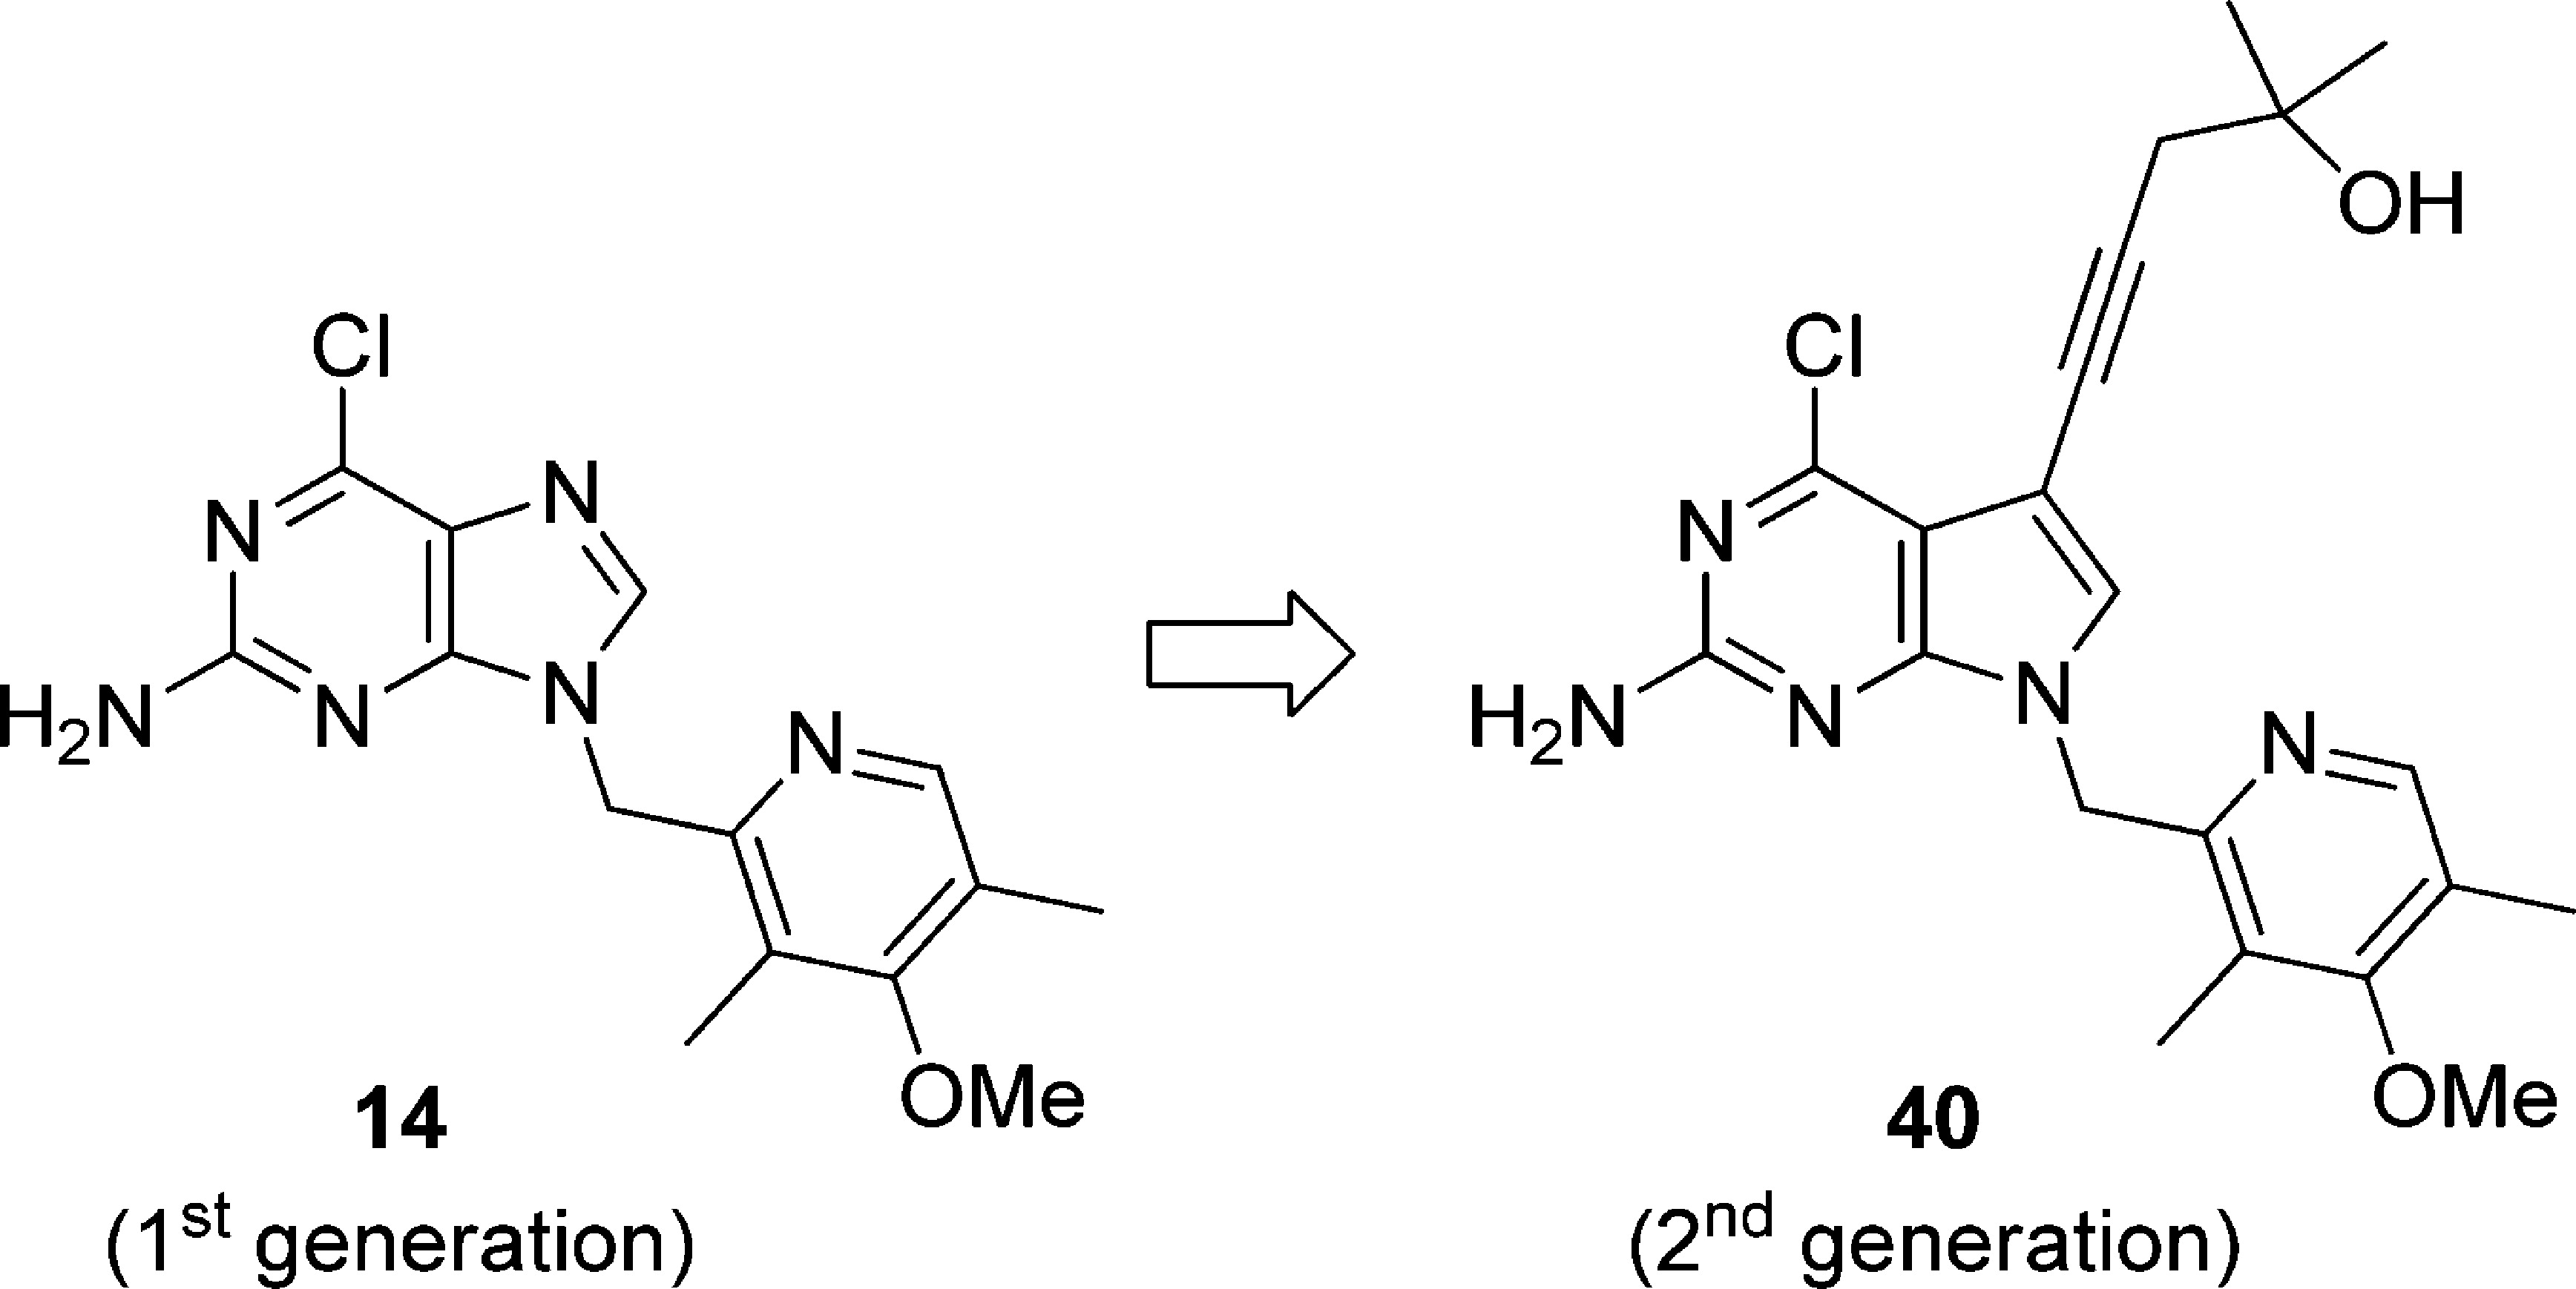 OH
Cl
Cl
N
N
N
H₂N
N
N
N
H₂N
N
N
N
OMe
OMe
14
40
(1ˢᵗ generation)
(2ⁿᵈ generation)